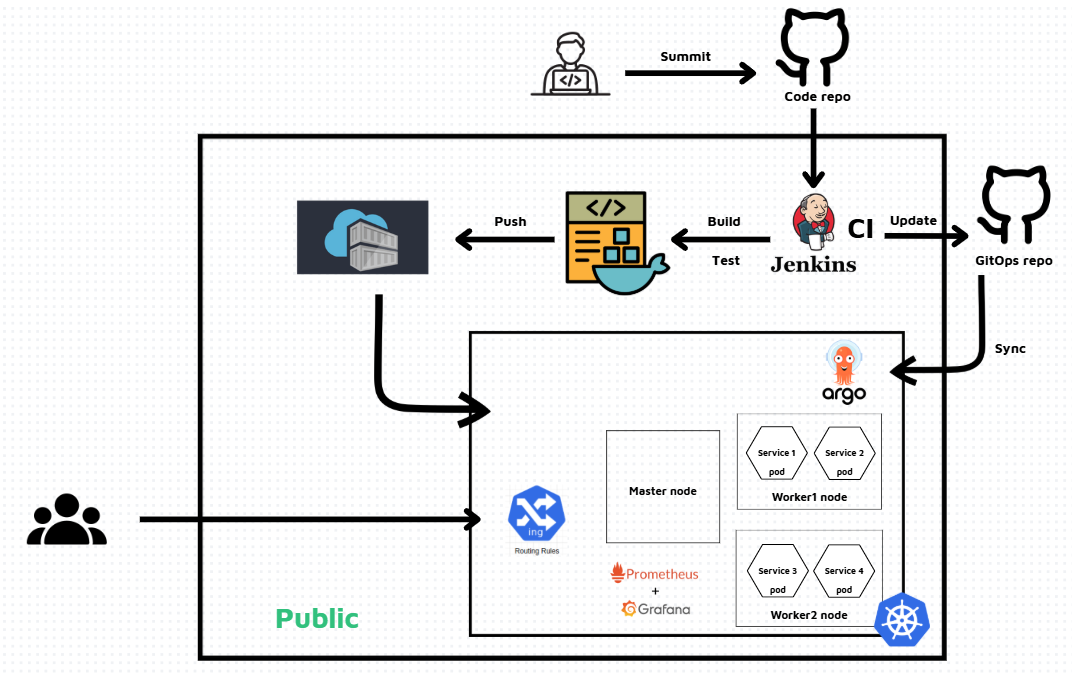 Summit
Code repo
</>
Push
Build
Test
Jenkins
CI
Update
GitOps repo
Sync
argo
Service 1
pod
Service 2
pod
Worker1 node
Master node
ing
Routing Rules
Prometheus
+
Grafana
Service 3
pod
Service 4
pod
Worker2 node
Public
</>